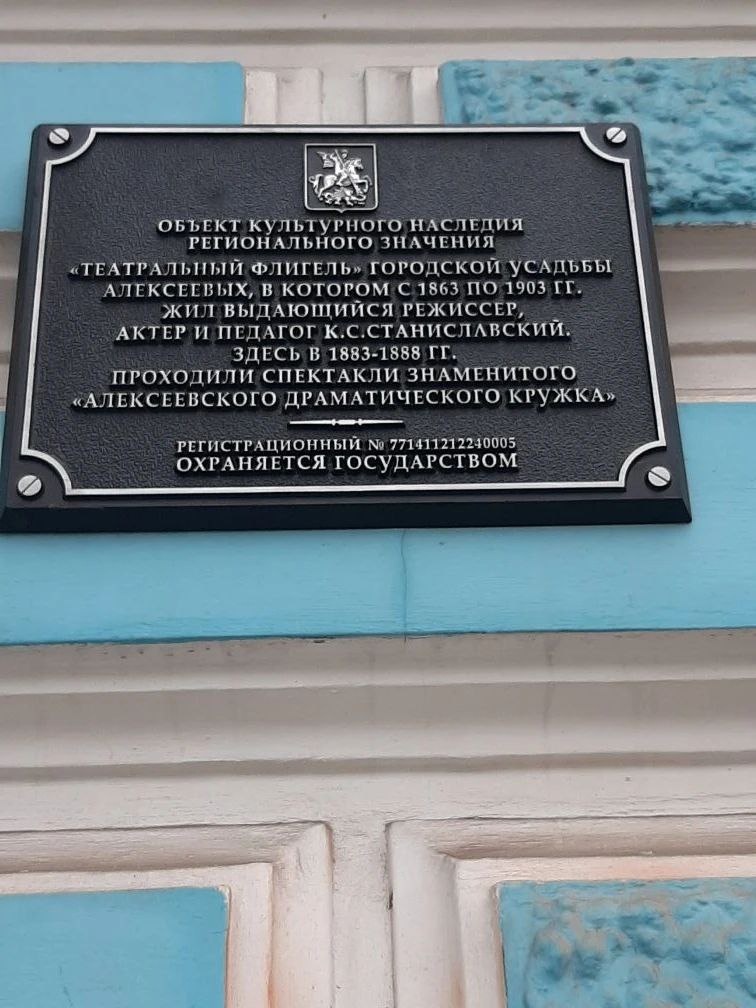 ОБЪЕКТ КУЛЬТУРНОГО НАСЛЕДИЯ
РЕГИОНАЛЬНОГО ЗНАЧЕНИЯ
«ТЕАТРАЛЬНЫЙ ФЛИГЕЛЬ» ГОРОДСКОЙ УСАДЬБЫ
АЛЕКСЕЕВЫХ, В КОТОРОМ С 1863 ПО 1903 ГГ.
ЖИЛ ВЫДАЮЩИЙСЯ РЕЖИССЕР,
АКТЕР И ПЕДАГОГ К.С.СТАНИСЛАВСКИЙ.
ЗДЕСЬ В 1883-1888 ГГ.
ПРОХОДИЛИ СПЕКТАКЛИ ЗНАМЕНИТОГО
«АЛЕКСЕЕВСКОГО ДРАМАТИЧЕСКОГО КРУЖКА»
РЕГИСТРАЦИОННЫЙ № 771411212240005
ОХРАНЯЕТСЯ ГОСУДАРСТВОМ